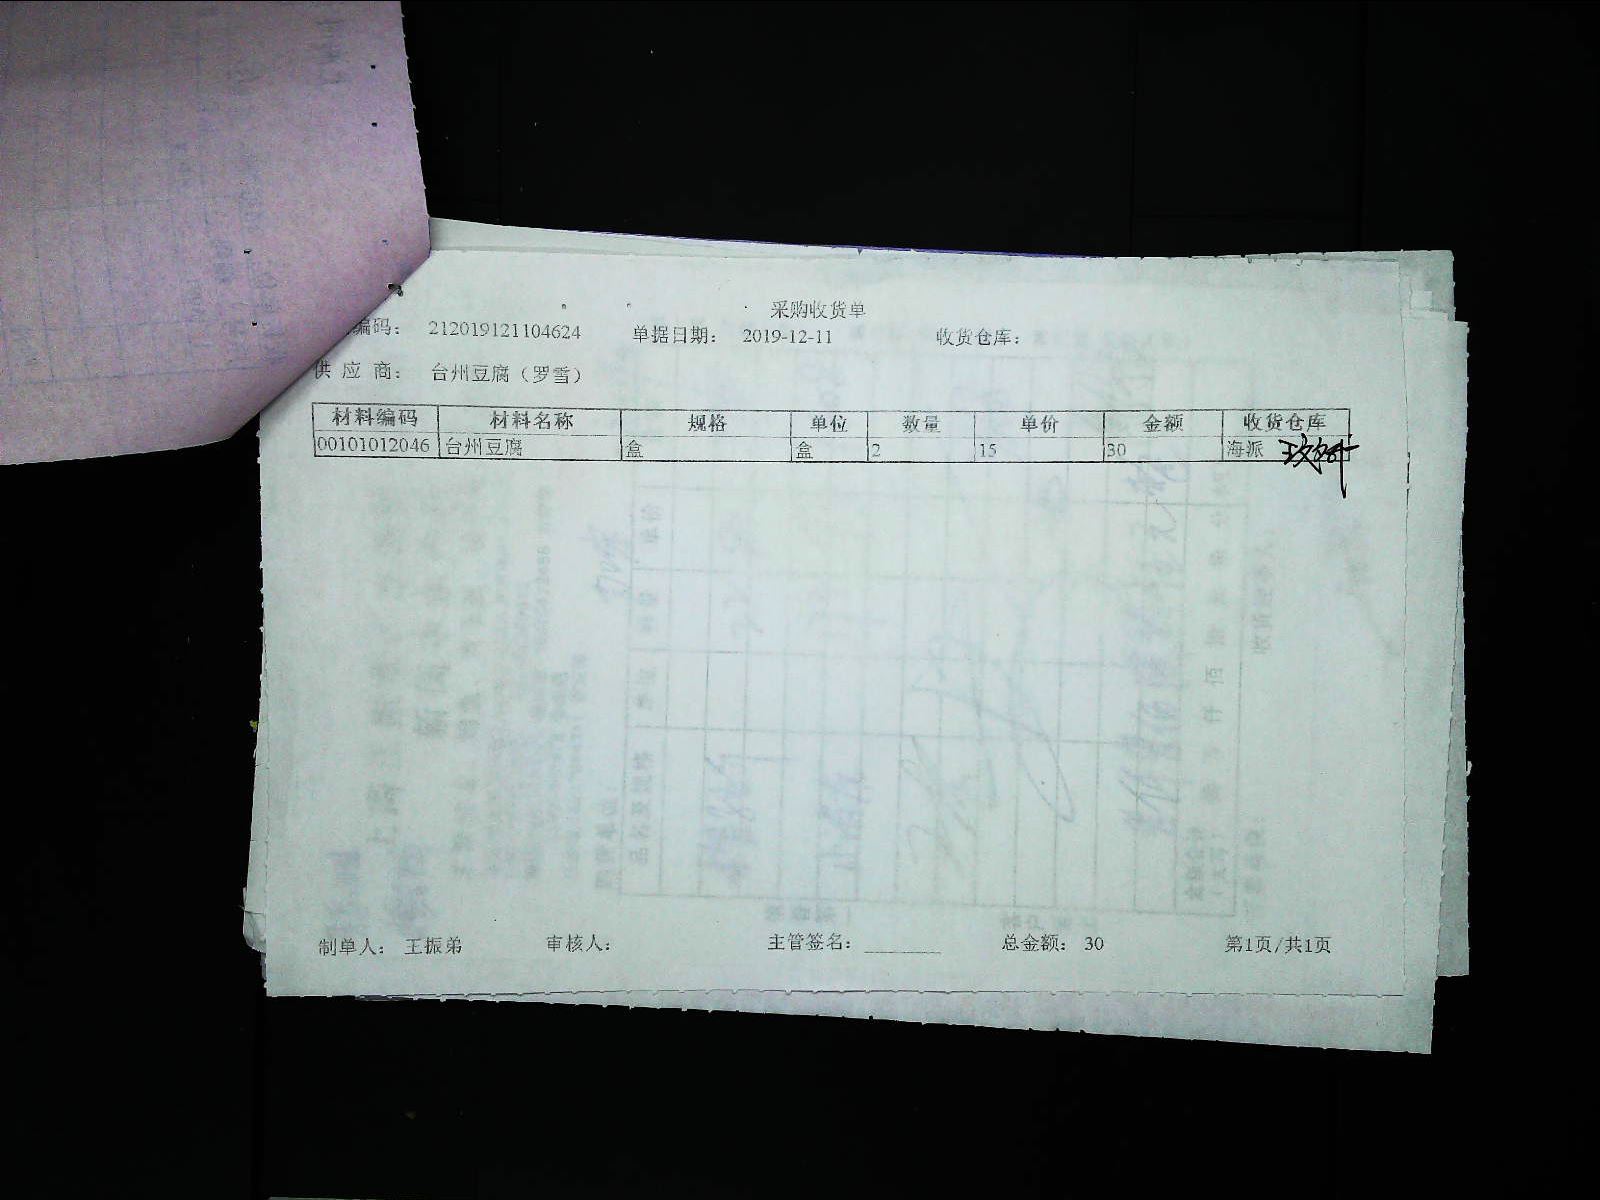 采购收货单
编码： 212019121104624 单据日期： 2019-12-11 收货仓库：
供 应 商： 台州豆腐（罗雪）
材料编码 材料名称 规格 单位 数量 单价 金额 收货仓库
00101012046 台州豆腐 盒 盒 2 15 30 海派
制单人： 王振弟 审核人： 主管签名： 总金额： 30 第1页/共1页